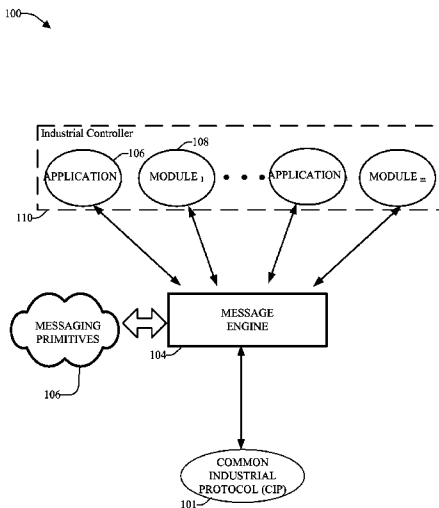 100
Industrial Controller
106
108
APPLICATION
MODULE 1
APPLICATION
MODULE m
110
MESSAGING
PRIMITIVES
MESSAGE
ENGINE
104
106
COMMON
INDUSTRIAL
PROTOCOL (CIP)
101